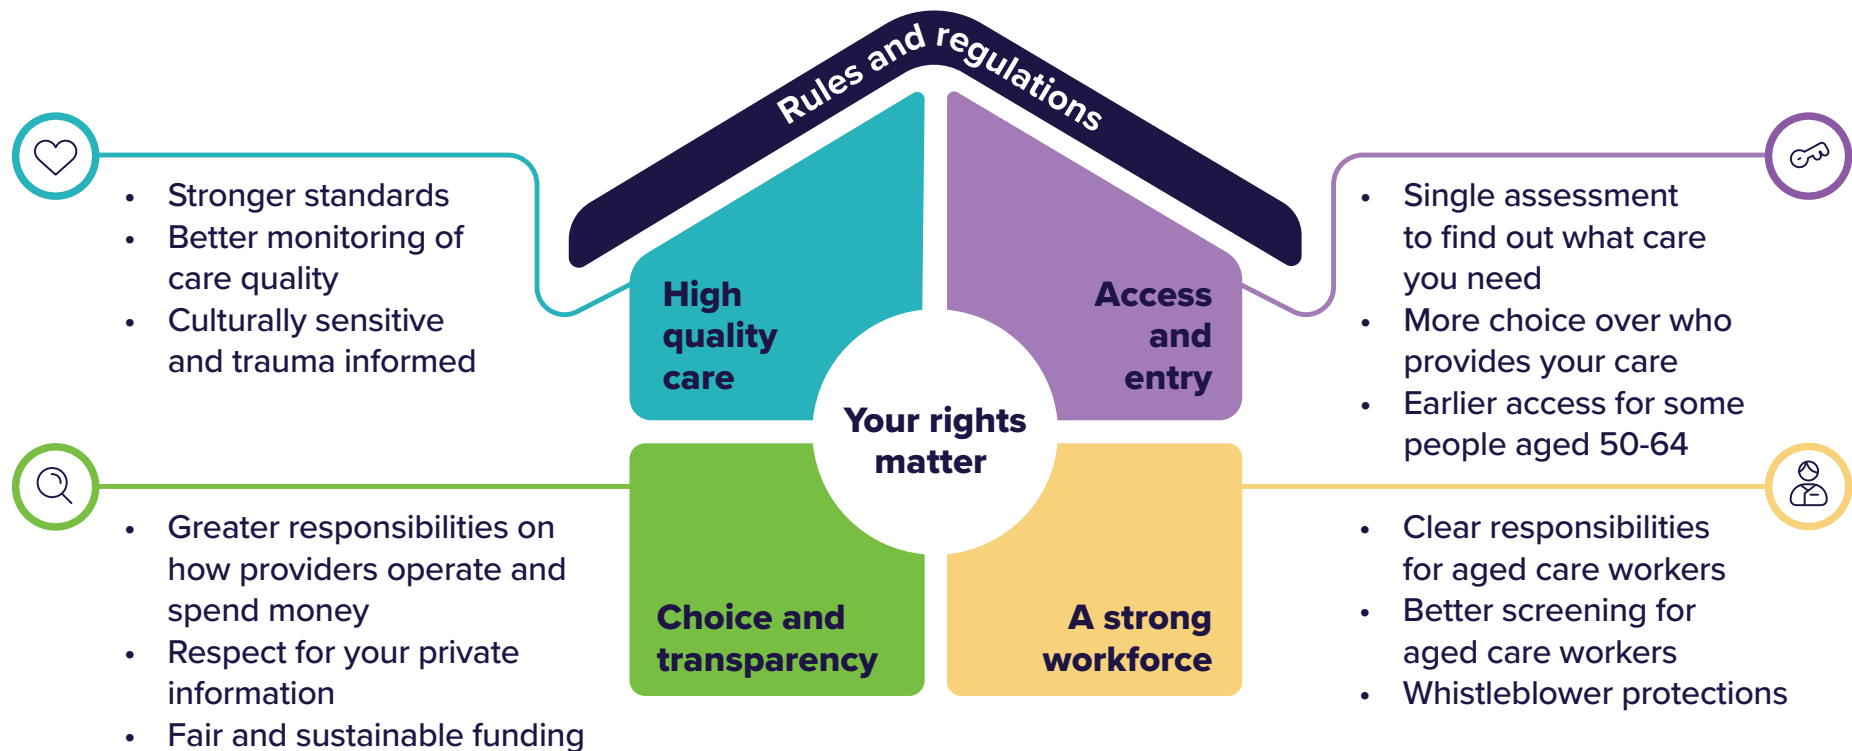 Rules and regulations
• Stronger standards
• Better monitoring of
care quality
• Culturally sensitive
and trauma informed
High
quality
care
Access
and
entry
• Single assessment
to find out what care
you need
• More choice over who
provides your care
• Earlier access for some
people aged 50-64
Your rights
matter
• Greater responsibilities on
how providers operate and
spend money
• Respect for your private
information
• Fair and sustainable funding
Choice and
transparency
A strong
workforce
• Clear responsibilities
for aged care workers
• Better screening for
aged care workers
• Whistleblower protections